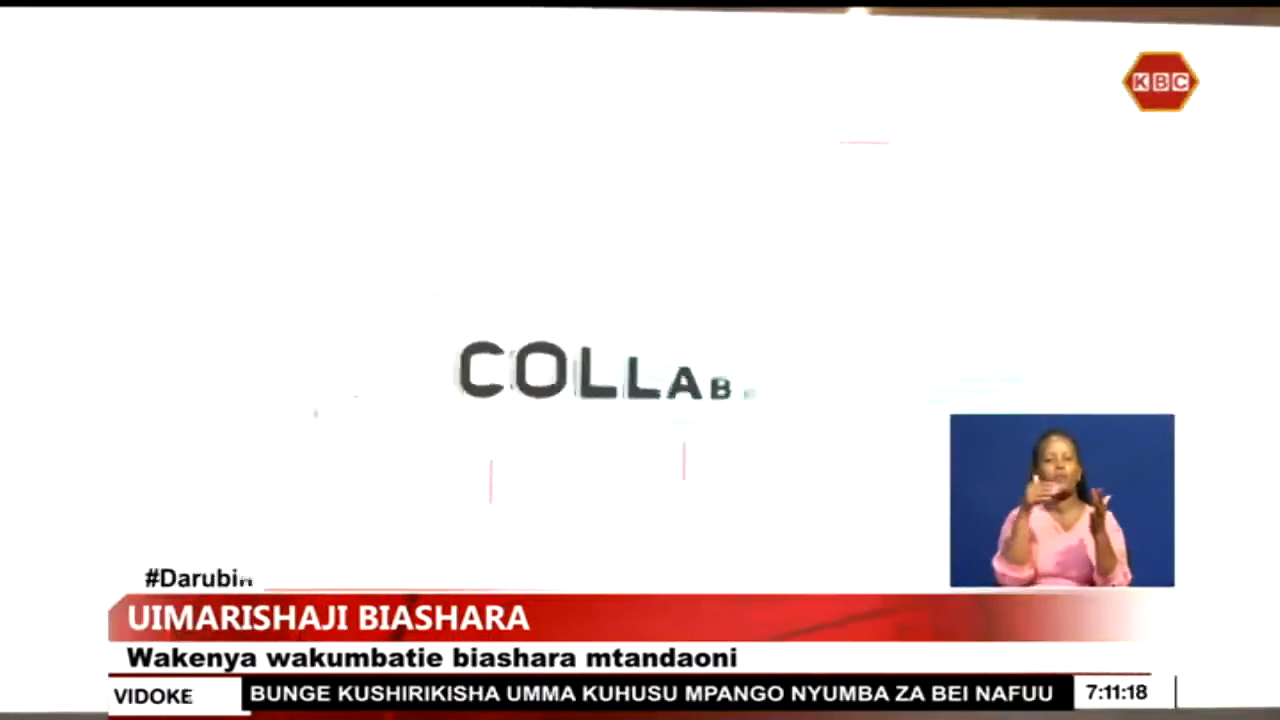 KBC
COLLAB
#Darubin
UIMARISHAJI BIASHARA
Wakenya wakumbatie biashara mtandaoni
VIDOKE
BUNGE KUSHIRIKISHA UMMA KUHUSU MPANGO NYUMBA ZA BEI NAFUU
7:11:18